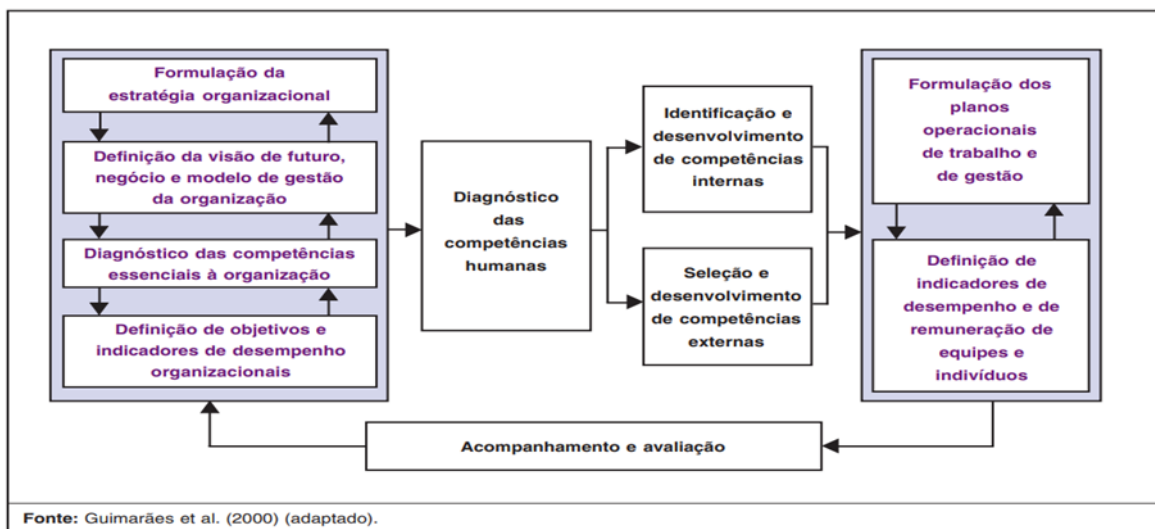 Formulação da
estratégia organizacional
Definição da visão de futuro,
negócio e modelo de gestão
da organização
Diagnóstico das competências
essenciais à organização
Definição de objetivos e
indicadores de desempenho
organizacionais
Diagnóstico
das
competências
humanas
Identificação e
desenvolvimento
de competências
internas
Seleção e
desenvolvimento
de competências
externas
Formulação dos
planos
operacionais
de trabalho e
de gestão
Definição de
indicadores de
desempenho e de
remuneração de
equipes e
indivíduos
Acompanhamento e avaliação
Fonte: Guimarães et al. (2000) (adaptado).